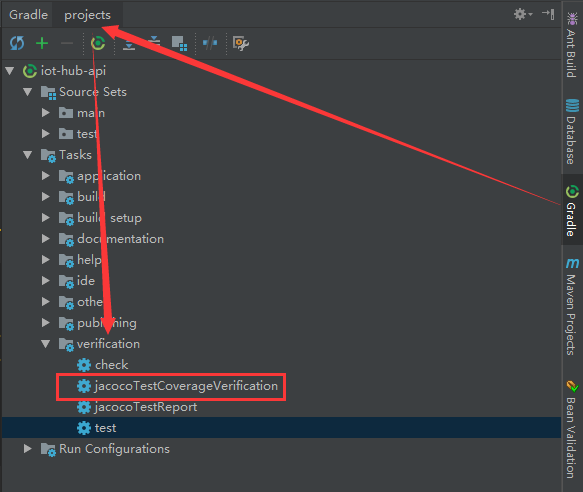 Gradle projects
iot-hub-api
Source Sets
main
test
Tasks
application
build
build setup
documentation
help
ide
other
publishing
verification
check
jacocoTestCoverageVerification
jacocoTestReport
test
Run Configurations
Ant Build
Database
Gradle
m Maven Projects
Bean Validation